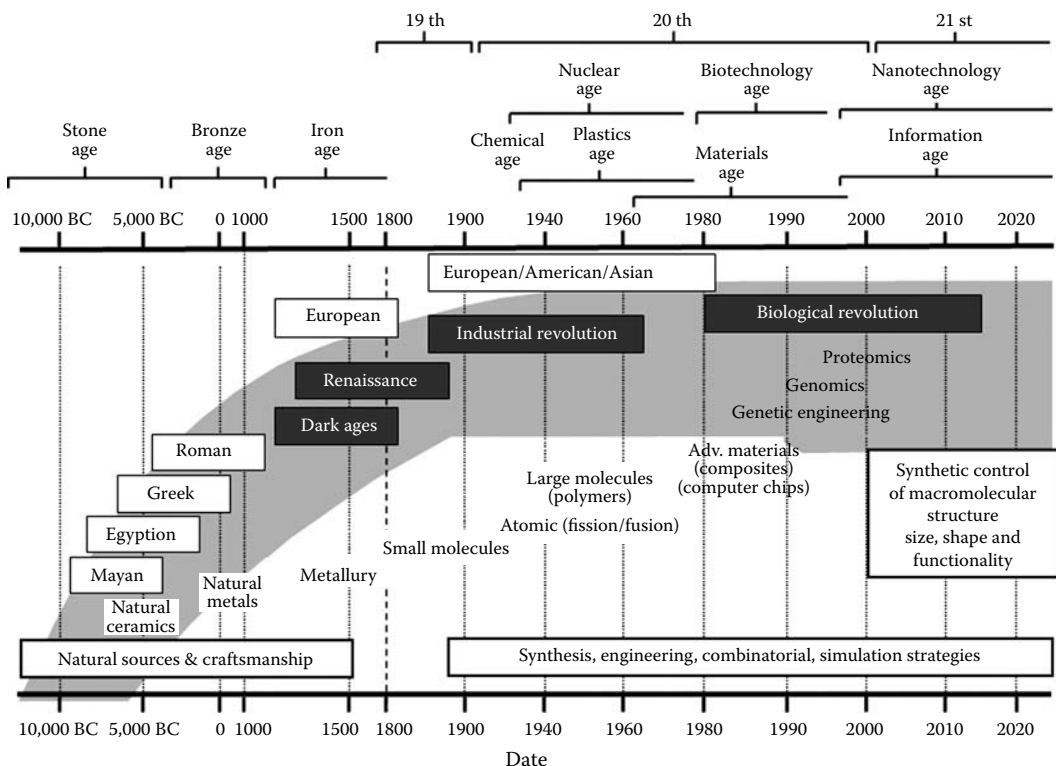 19 th
20 th
21 st
Nuclear
age
Biotechnology
age
Nanotechnology
age
Stone
age
Bronze
age
Iron
age
Chemical
age
Plastics
age
Materials
age
Information
age
10,000 BC 5,000 BC 0 1000 1500 1800 1900 1940 1960 1980 1990 2000 2010 2020
European/American/Asian
European
Industrial revolution
Biological revolution
Proteomics
Renaissance
Genomics
Dark ages
Genetic engineering
Roman
Adv. materials
(composites)
(computer chips)
Large molecules
(polymers)
Synthetic control
of macromolecular
structure
size, shape and
functionality
Greek
Egyption
Atomic (fission/fusion)
Small molecules
Mayan
Metallury
Natural
metals
Natural
ceramics
Natural sources & craftsmanship
Synthesis, engineering, combinatorial, simulation strategies
10,000 BC 5,000 BC 0 1000 1500 1800 1900 1940 1960 1980 1990 2000 2010 2020
Date